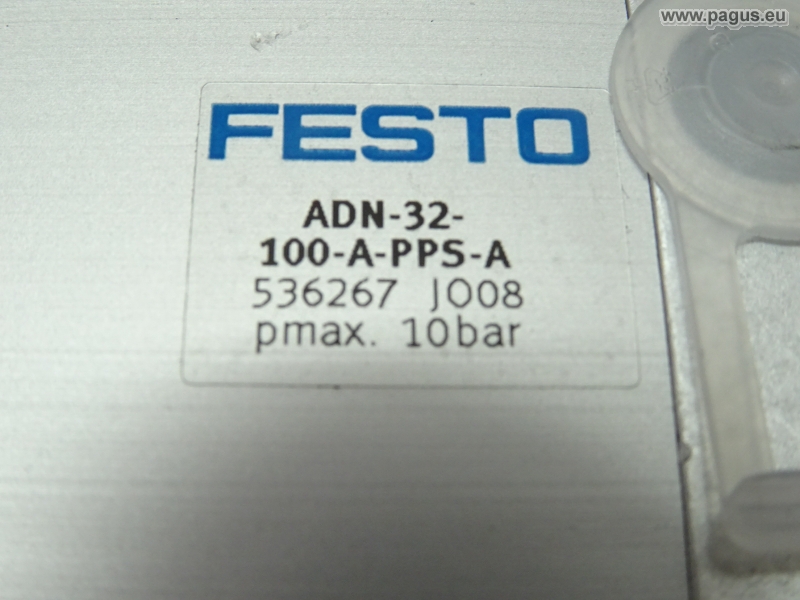 www.pagus.eu
FESTO
ADN-32-
100-A-PPS-A
536267 J008
pmax. 10bar